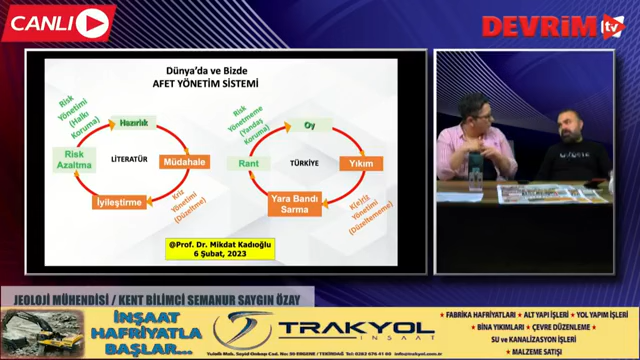 CANLI
DEVRİM
tv
Dünya'da ve Bizde
AFET YÖNETİM SİSTEMİ
Risk
Yönetimi
(Halkı
Koruma)
Hazırlık
Risk
Azaltma
LİTERATÜR
Müdahale
İyileştirme
Kriz
Yönetimi
(Düzeltme)
Risk
Yönetmeme
(Yandaş
Koruma)
Oy
Rant
TÜRKİYE
Yıkım
Yara Bandı
Sarma
K(e)riz
Yönetimi
(Düzeltememe)
@Prof. Dr. Mikdat Kadıoğlu
6 Şubat, 2023
JEOLOJİ MÜHENDİSİ / KENT BİLİMCİ SEMANUR SAYGIN ÖZAY
İNŞAAT
HAFRİYATLA
BAŞLAR...
TRAKYOL
İNŞAAT
★ FABRİKA HAFRİYATLARI ★ ALT YAPI İŞLERİ ★ YOL YAPIM İŞLERİ
★ BİNA YIKIMLARI ★ ÇEVRE DÜZENLEME ★
SU ve KANALİZASYON İŞLERİ
★ MALZEME SATIŞI